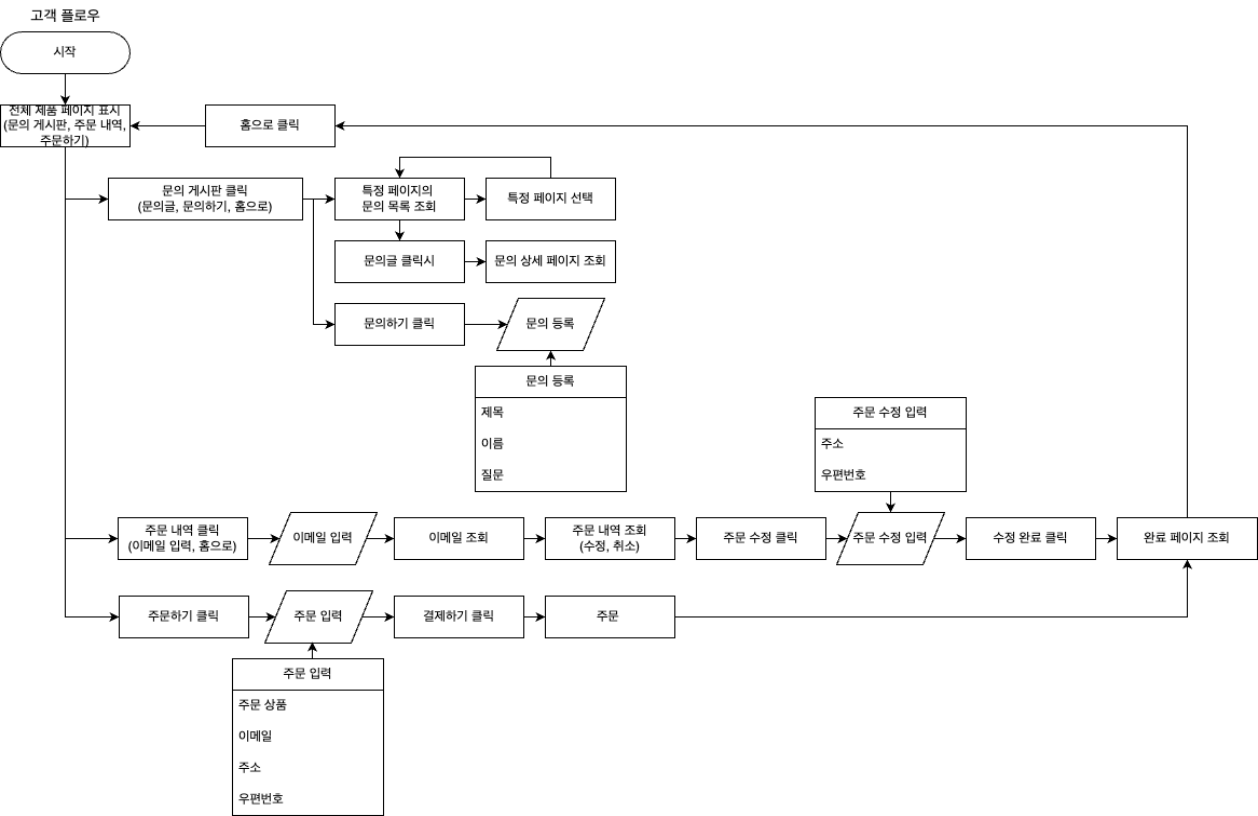 고객 플로우
시작
전체 제품 페이지 표시
(문의 게시판, 주문 내역,
주문하기)
홈으로 클릭
문의 게시판 클릭
(문의글, 문의하기, 홈으로)
특정 페이지의
문의 목록 조회
특정 페이지 선택
문의글 클릭시
문의 상세 페이지 조회
문의하기 클릭
문의 등록
문의 등록
제목
이름
질문
주문 수정 입력
주소
우편번호
주문 내역 클릭
(이메일 입력, 홈으로)
이메일 입력
이메일 조회
주문 내역 조회
(수정, 취소)
주문 수정 클릭
주문 수정 입력
수정 완료 클릭
완료 페이지 조회
주문하기 클릭
주문 입력
결제하기 클릭
주문
주문 입력
주문 상품
이메일
주소
우편번호